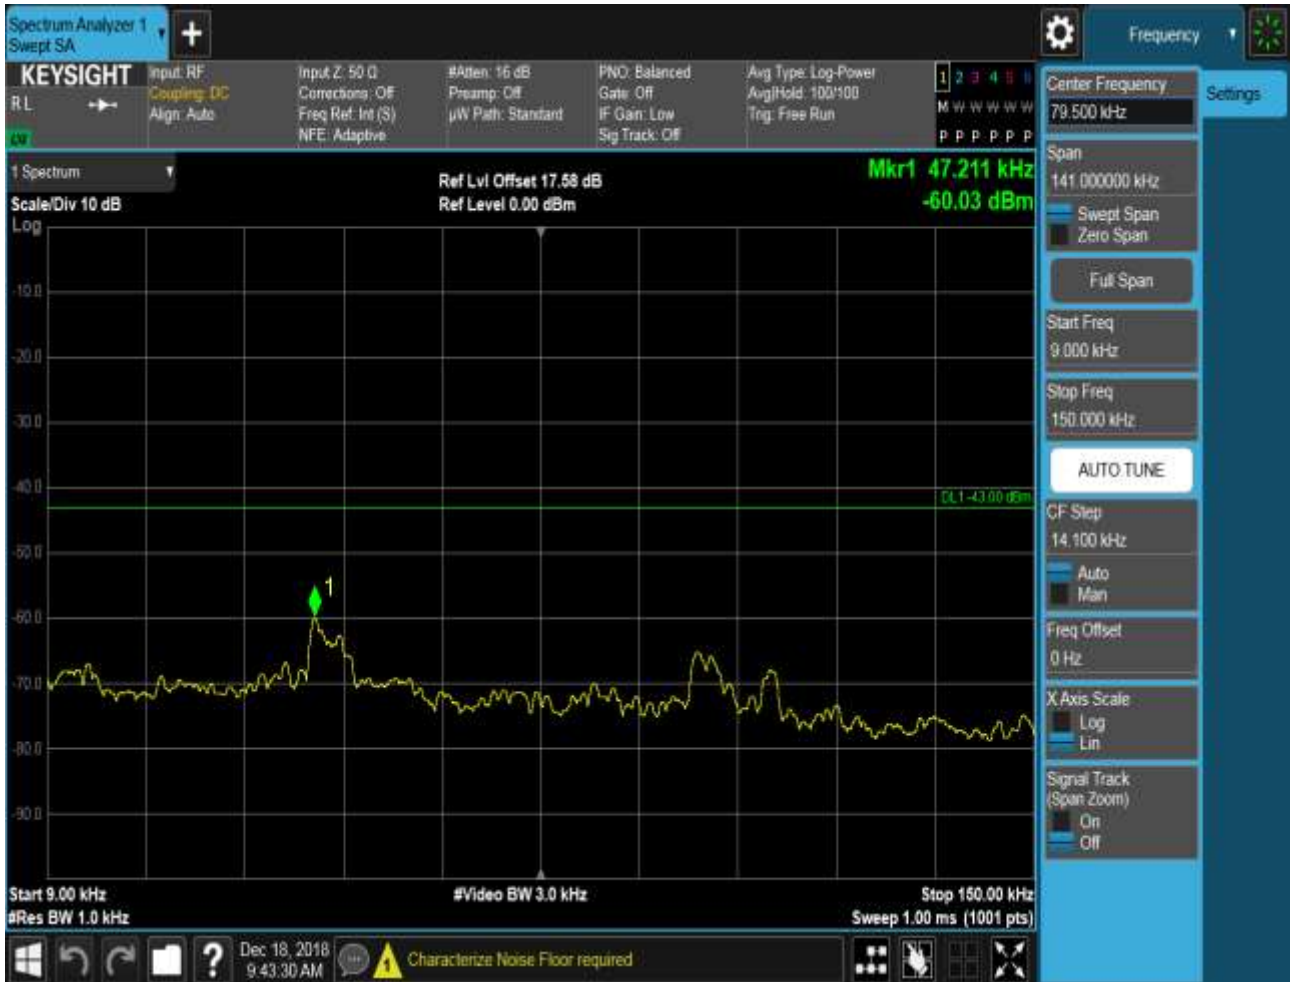 Spectrum Analyzer 1
Swept SA
+
Frequency
KEYSIGHT
RL
Input: RF
Coupling: DC
Align: Auto
Input Z: 50 Ω
Corrections: Off
Freq Ref: Int (S)
NFE: Adaptive
#Atten: 16 dB
Preamp: Off
µW Path: Standard
PNO: Balanced
Gate: Off
IF Gain: Low
Sig Track: Off
Avg Type: Log-Power
Avg|Hold: 100/100
Trig: Free Run
1 2 3 4 5 6
M W W W W W
P P P P P P
1 Spectrum
Scale/Div 10 dB
Log
Ref Lvl Offset 17.58 dB
Ref Level 0.00 dBm
Mkr1 47.211 kHz
-60.03 dBm
-10.0
-20.0
-30.0
-40.0
DL1 -43.00 dBm
-50.0
1
-60.0
-70.0
-80.0
-90.0
Start 9.00 kHz
#Res BW 1.0 kHz
#Video BW 3.0 kHz
Stop 150.00 kHz
Sweep 1.00 ms (1001 pts)
Center Frequency
79.500 kHz
Settings
Span
141.000000 kHz
Swept Span
Zero Span
Full Span
Start Freq
9.000 kHz
Stop Freq
150.000 kHz
AUTO TUNE
CF Step
14.100 kHz
Auto
Man
Freq Offset
0 Hz
X Axis Scale
Log
Lin
Signal Track
(Span Zoom)
On
Off
?
Dec 18, 2018
9:43:30 AM
1
Characterize Noise Floor required